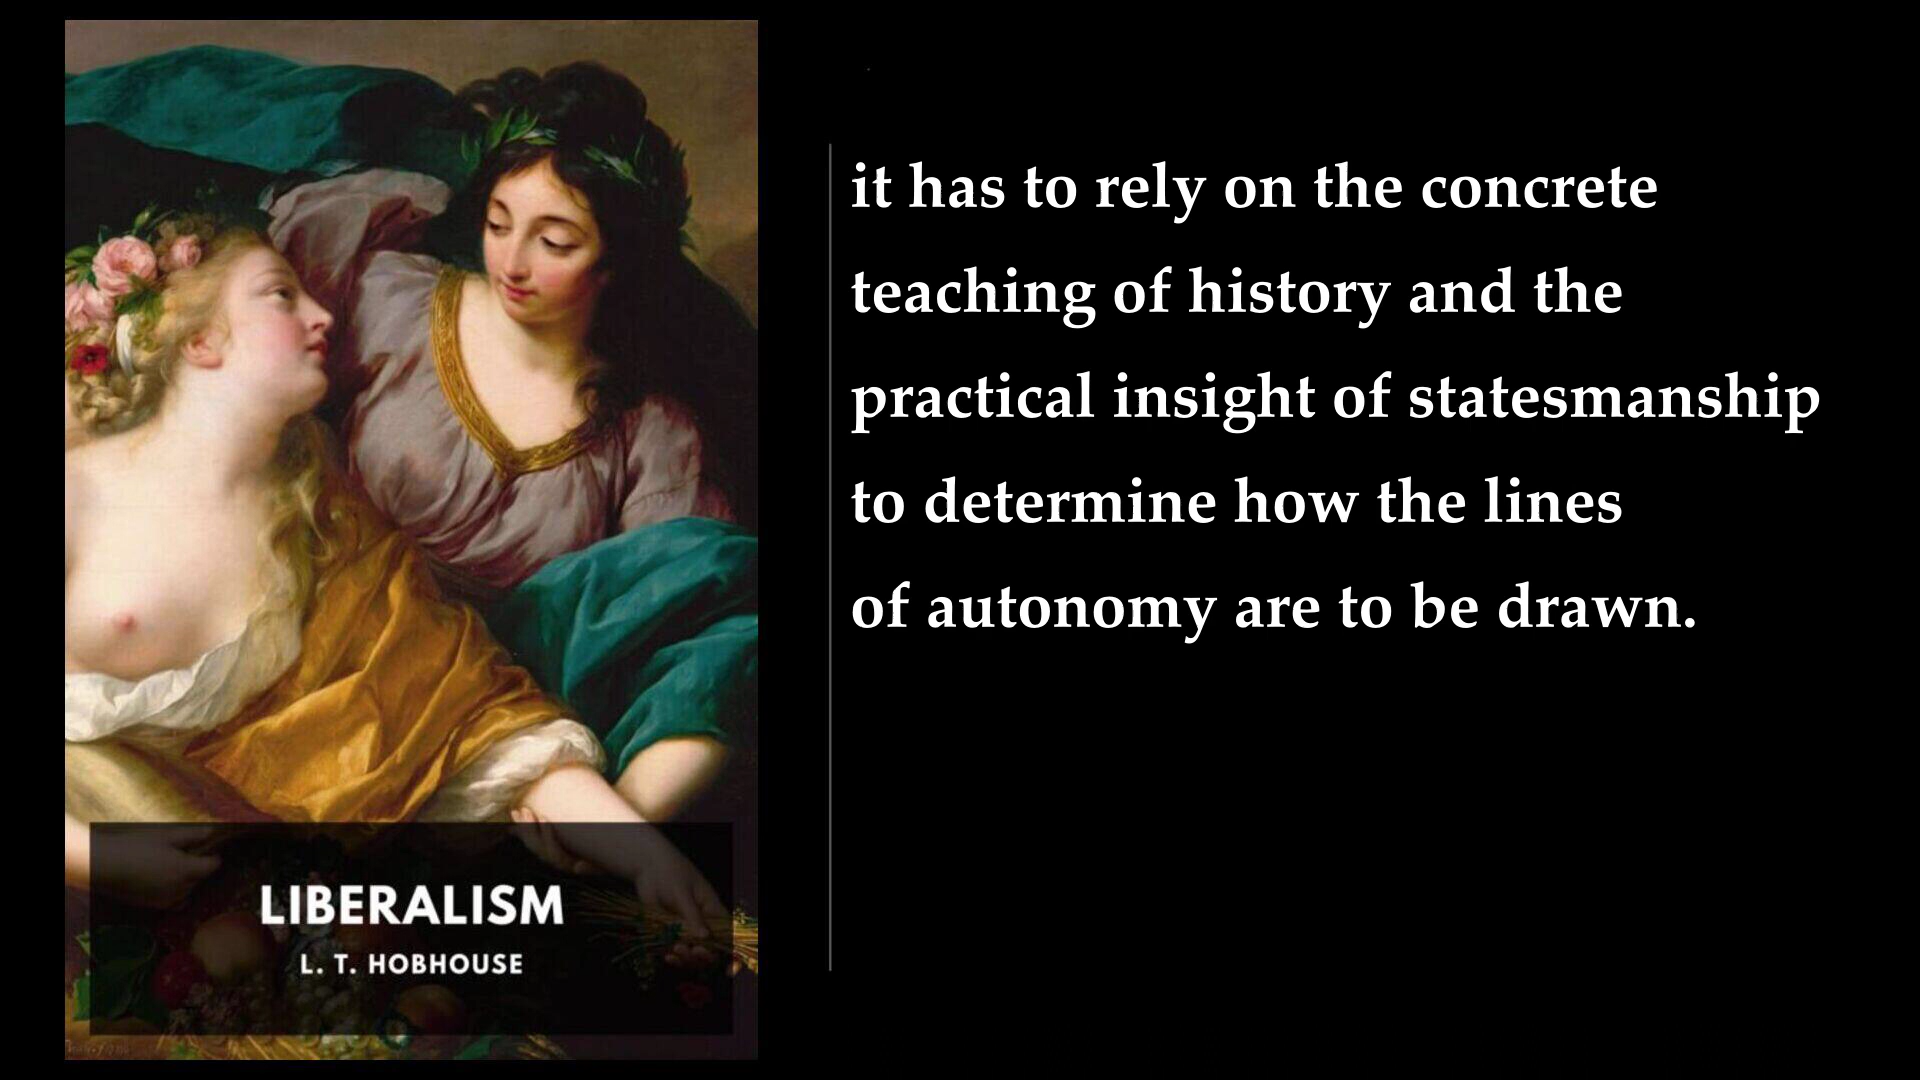 it has to rely on the concrete
teaching of history and the
practical insight of statesmanship
to determine how the lines
of autonomy are to be drawn.
LIBERALISM
L. T. HOBHOUSE